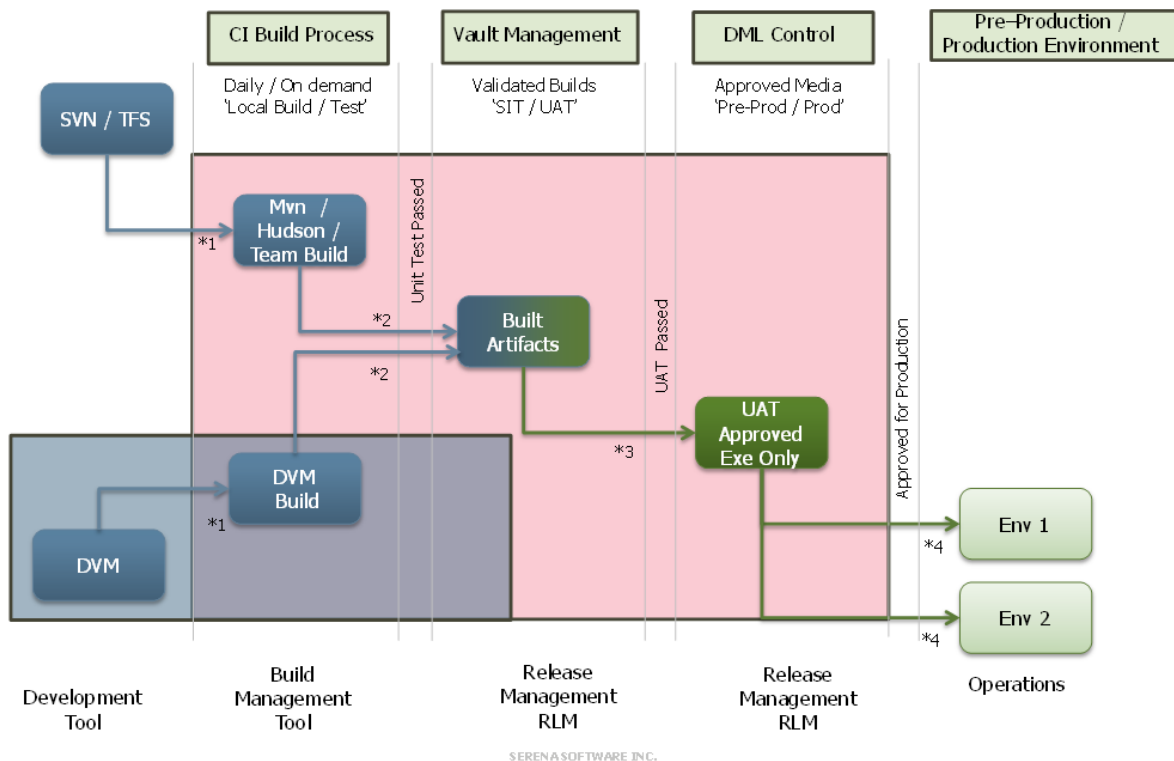 CI Build Process
Vault Management
DML Control
Pre-Production /
Production Environment
Daily / On demand
'Local Build / Test'
Validated Builds
'SIT / UAT'
Approved Media
'Pre-Prod / Prod'
SVN / TFS
Mvn /
Hudson /
Team Build
*1
Unit Test Passed
*2
Built
Artifacts
*2
UAT Passed
UAT
Approved
Exe Only
*3
Approved for Production
DVM
Build
*1
DVM
Env 1
*4
Env 2
*4
Development
Tool
Build
Management
Tool
Release
Management
RLM
Release
Management
RLM
Operations
SERENA SOFTWARE INC.